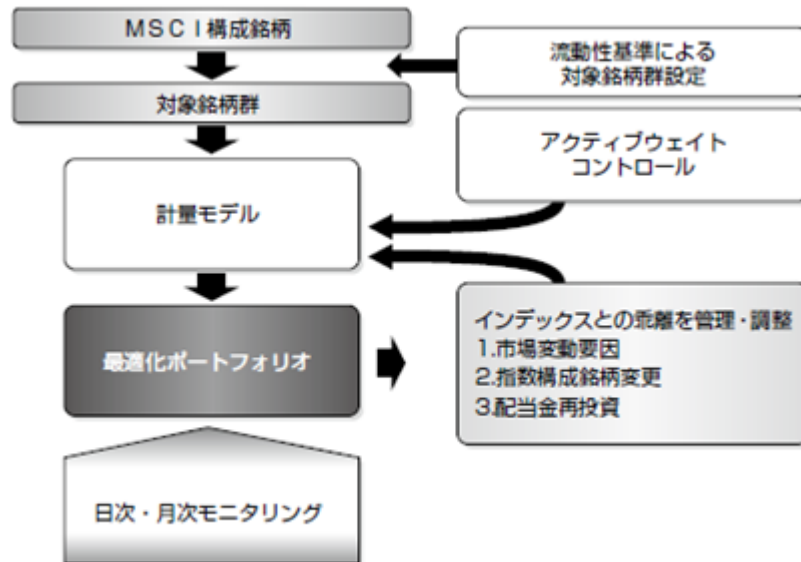 MSCI構成銘柄
流動性基準による
対象銘柄群設定
対象銘柄群
アクティブウェイト
コントロール
計量モデル
最適化ポートフォリオ
インデックスとの乖離を管理・調整
1.市場変動要因
2.指数構成銘柄変更
3.配当金再投資
日次・月次モニタリング